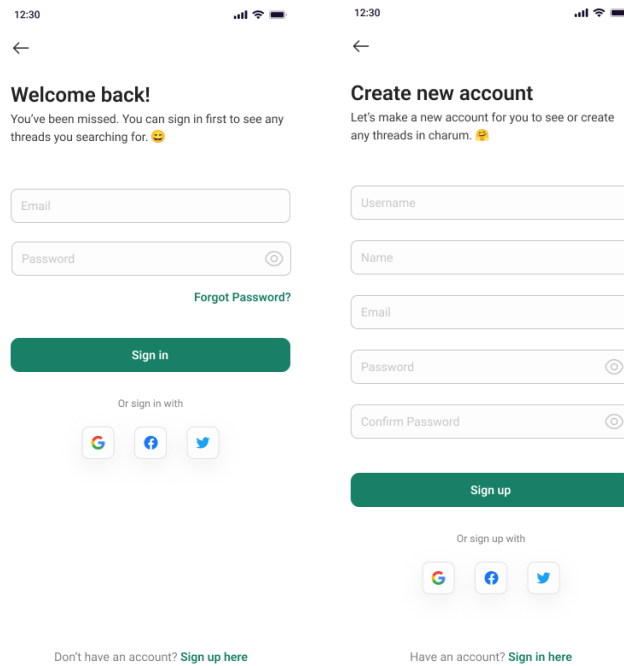 12:30
Welcome back!
You've been missed. You can sign in first to see any
threads you searching for. 😄
Email
Password
Forgot Password?
Sign in
Or sign in with
Don't have an account? Sign up here
12:30
Create new account
Let's make a new account for you to see or create
any threads in charum. 🤗
Username
Name
Email
Password
Confirm Password
Sign up
Or sign up with
Have an account? Sign in here